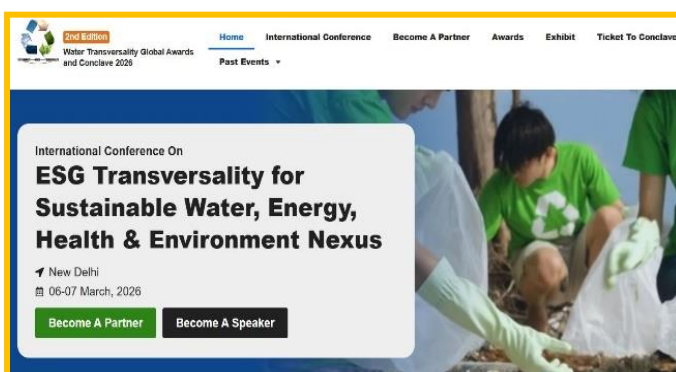 2nd Edition
Water Transversality Global Awards
and Conclave 2026
Home International Conference Become A Partner Awards Exhibit Ticket To Conclave
Past Events
International Conference On
ESG Transversality for
Sustainable Water, Energy,
Health & Environment Nexus
New Delhi
06-07 March, 2026
Become A Partner Become A Speaker